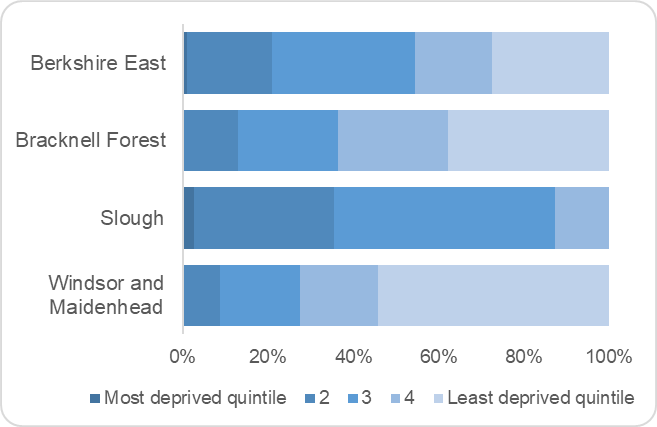 Berkshire East
Bracknell Forest
Slough
Windsor and
Maidenhead
0% 20% 40% 60% 80% 100%
Most deprived quintile 2 3 4 Least deprived quintile